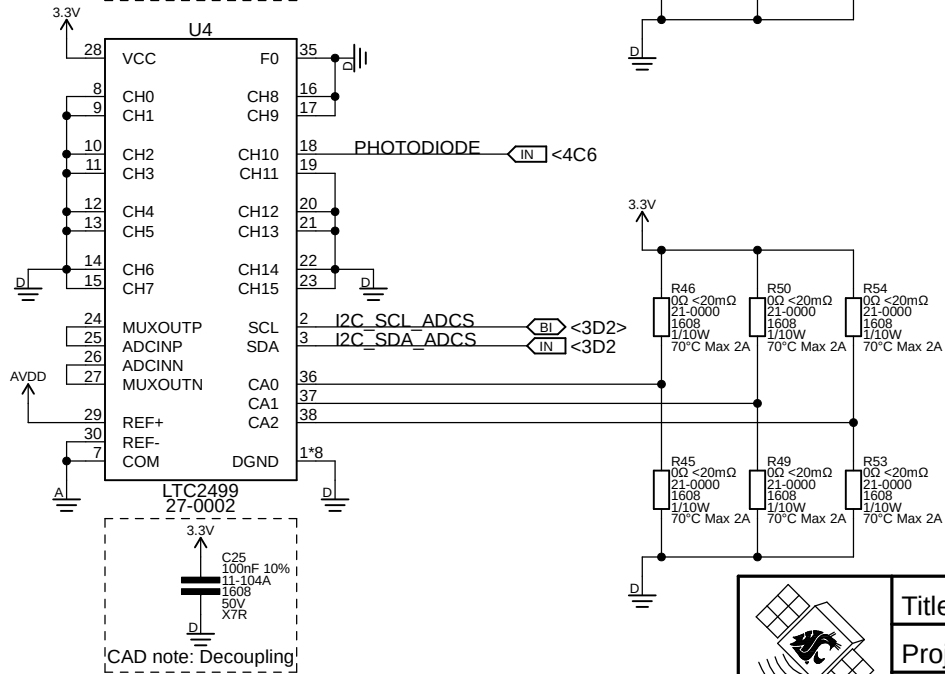 3.3V
U4
28 VCC F0 35 D
8 CH0 CH8 16
9 CH1 CH9 17
10 CH2 CH10 18 PHOTODIODE IN <4C6
11 CH3 CH11 19
12 CH4 CH12 20
13 CH5 CH13 21
14 CH6 CH14 22
15 CH7 CH15 23
D
D
24 MUXOUTP SCL 2 I2C_SCL_ADCS BI <3D2>
25 ADCINP SDA 3 I2C_SDA_ADCS IN <3D2
26 ADCINN CA0 36
27 MUXOUTN CA1 37
29 REF+ CA2 38
30 REF-
7 COM DGND 1*8
AVDD
A
D
LTC2499
27-0002
3.3V
C25
100nF 10%
11-104A
1608
50V
X7R
D
CAD note: Decoupling
D
3.3V
R46
0Ω <20mΩ
21-0000
1608
1/10W
70°C Max 2A
R50
0Ω <20mΩ
21-0000
1608
1/10W
70°C Max 2A
R54
0Ω <20mΩ
21-0000
1608
1/10W
70°C Max 2A
R45
0Ω <20mΩ
21-0000
1608
1/10W
70°C Max 2A
R49
0Ω <20mΩ
21-0000
1608
1/10W
70°C Max 2A
R53
0Ω <20mΩ
21-0000
1608
1/10W
70°C Max 2A
D
Title
Proj